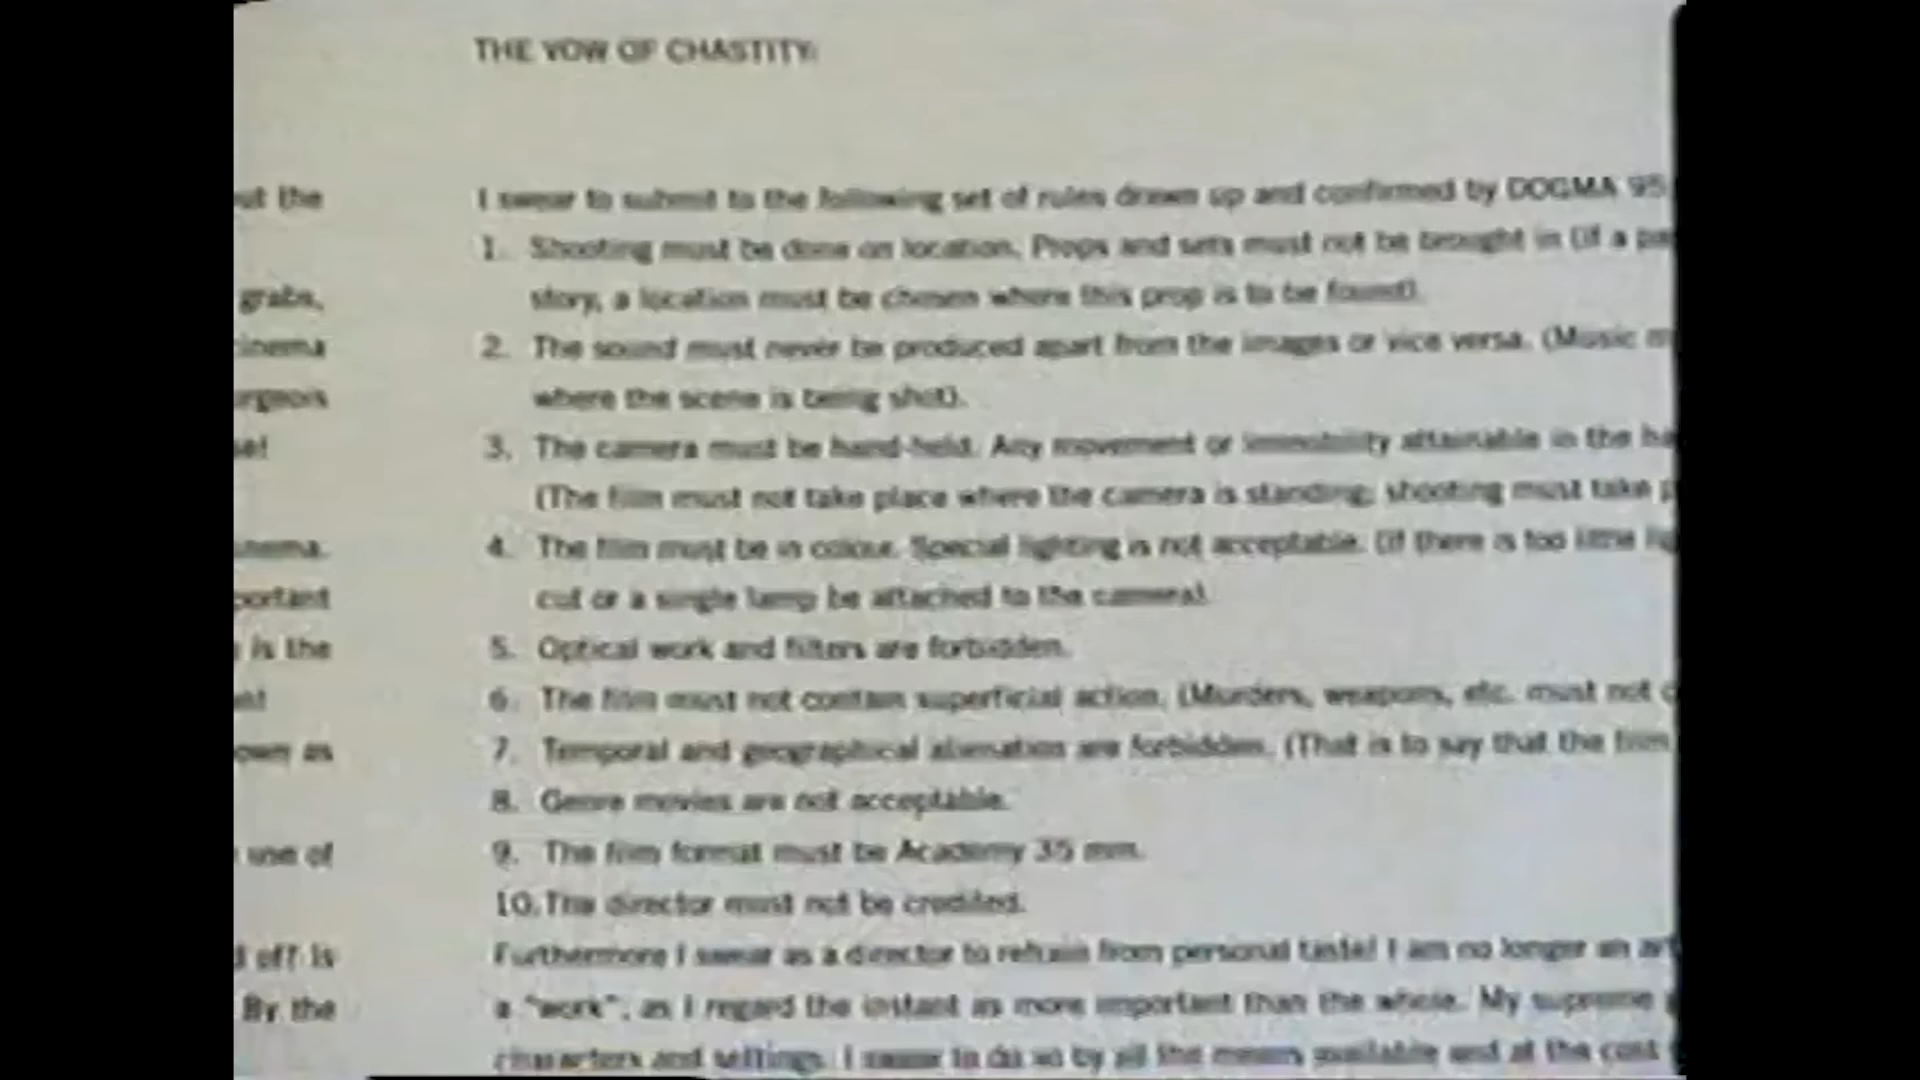 THE VOW OF CHASTITY:
I swear to submit to the following set of rules drawn up and confirmed by DOGMA 95
1. Shooting must be done on location. Props and sets must not be brought in (if a
story, a location must be chosen where this prop is to be found).
2. The sound must never be produced apart from the images or vice versa. (Music
where the scene is being shot).
3. The camera must be hand-held. Any movement or immobility attainable in the
(The film must not take place where the camera is standing; shooting must take
4. The film must be in colour. Special lighting is not acceptable. (If there is too little
cut or a single lamp be attached to the camera).
5. Optical work and filters are forbidden.
6. The film must not contain superficial action. (Murders, weapons, etc. must not
7. Temporal and geographical alienation are forbidden. (That is to say that the film
8. Genre movies are not acceptable.
9. The film format must be Academy 35 mm.
10. The director must not be credited.
Furthermore I swear as a director to refrain from personal taste! I am no longer an
a "work", as I regard the instant as more important than the whole. My supreme
characters and settings. I swear to do so by all the means available and at the cost
the
grabs,
cinema
is the
as
use of
off is
By the